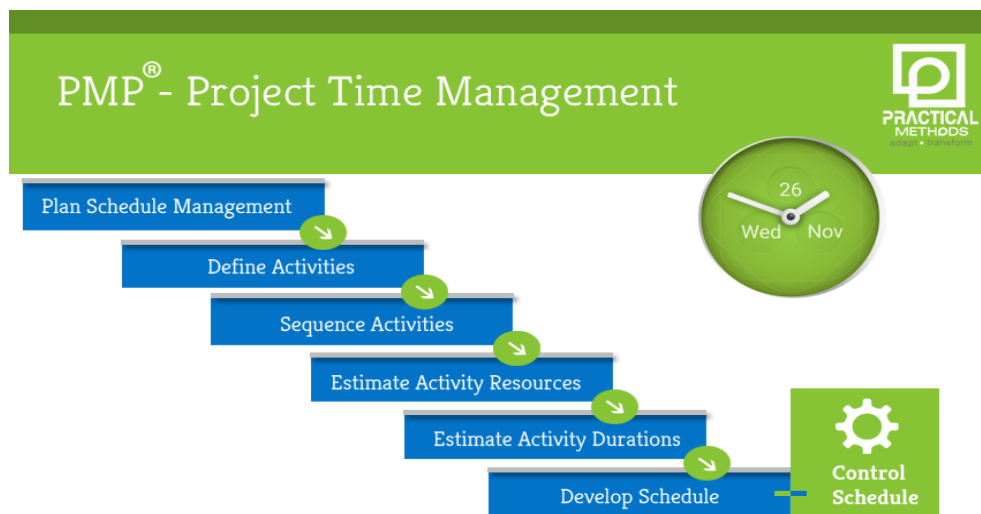 PMP®- Project Time Management
PRACTICAL
METHODS
adapt • transform
Plan Schedule Management
26
Wed Nov
Define Activities
Sequence Activities
Estimate Activity Resources
Estimate Activity Durations
Develop Schedule
Control
Schedule